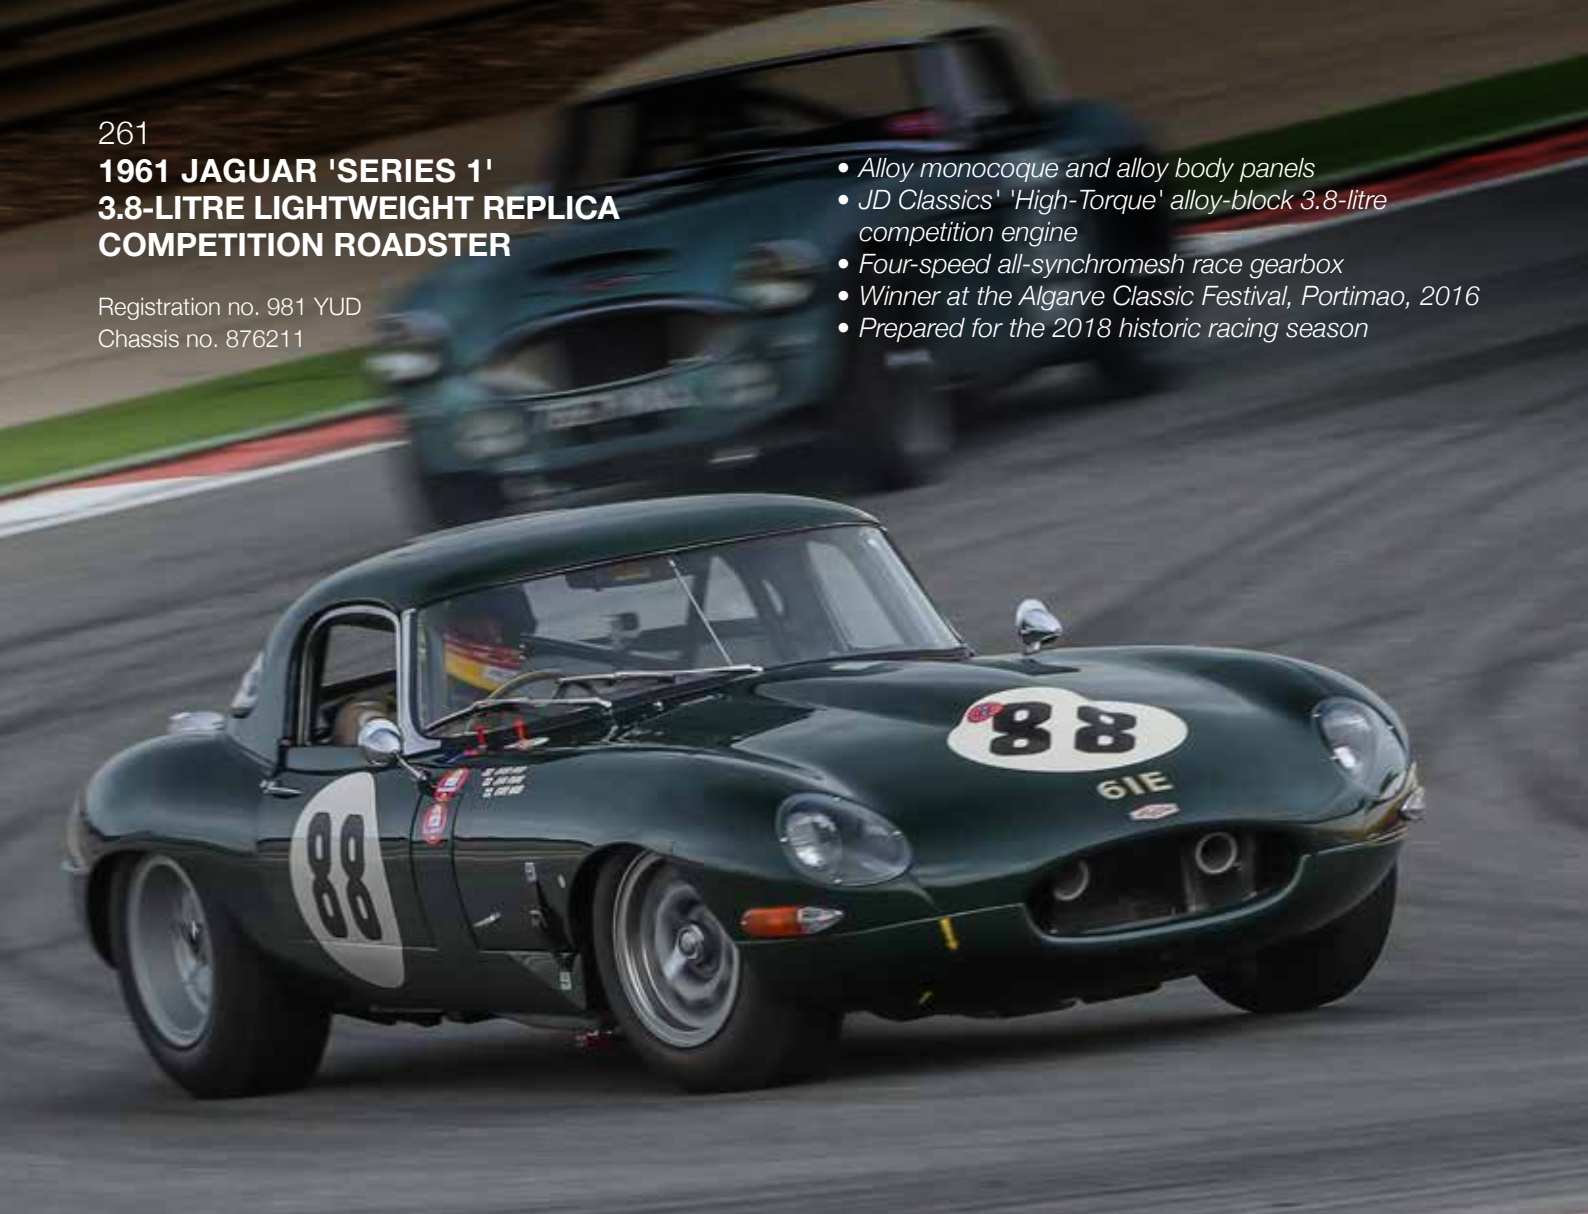 261
1961 JAGUAR 'SERIES 1'
3.8-LITRE LIGHTWEIGHT REPLICA
COMPETITION ROADSTER
Registration no. 981 YUD
Chassis no. 876211
• Alloy monocoque and alloy body panels
• JD Classics' 'High-Torque' alloy-block 3.8-litre
competition engine
• Four-speed all-synchromesh race gearbox
• Winner at the Algarve Classic Festival, Portimao, 2016
• Prepared for the 2018 historic racing season
88
61E
88